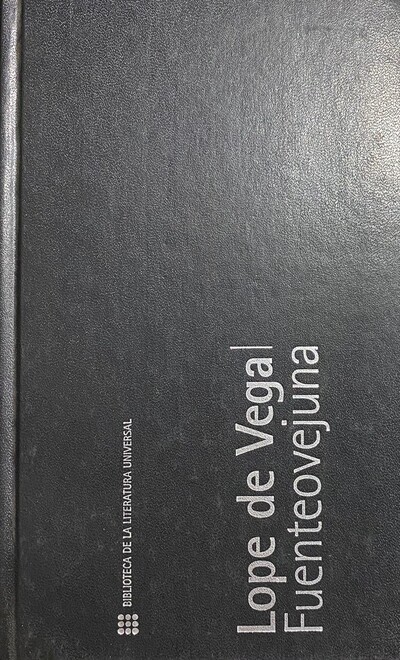 BIBLIOTECA DE LA LITERATURA UNIVERSAL
Lope de Vega|
Fuenteovejuna